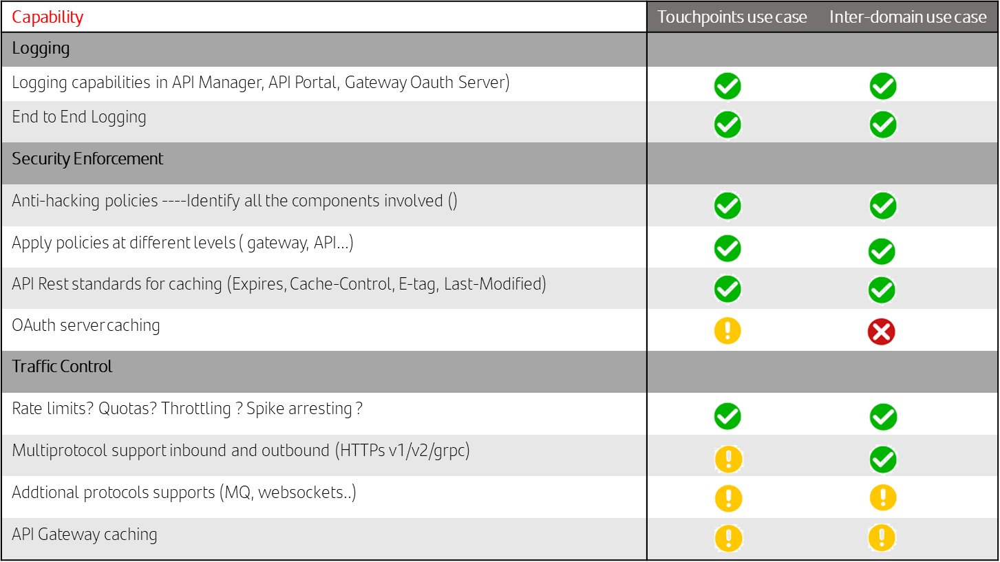 Capability Touchpoints use case Inter-domain use case
Logging
Logging capabilities in API Manager, API Portal, Gateway Oauth Server)
End to End Logging
Security Enforcement
Anti-hacking policies ----Identify all the components involved ()
Apply policies at different levels ( gateway, API...)
API Rest standards for caching (Expires, Cache-Control, E-tag, Last-Modified)
OAuth server caching
Traffic Control
Rate limits? Quotas? Throttling ? Spike arresting ?
Multiprotocol support inbound and outbound (HTTPs v1/v2/grpc)
Addtional protocols supports (MQ, websockets..)
API Gateway caching